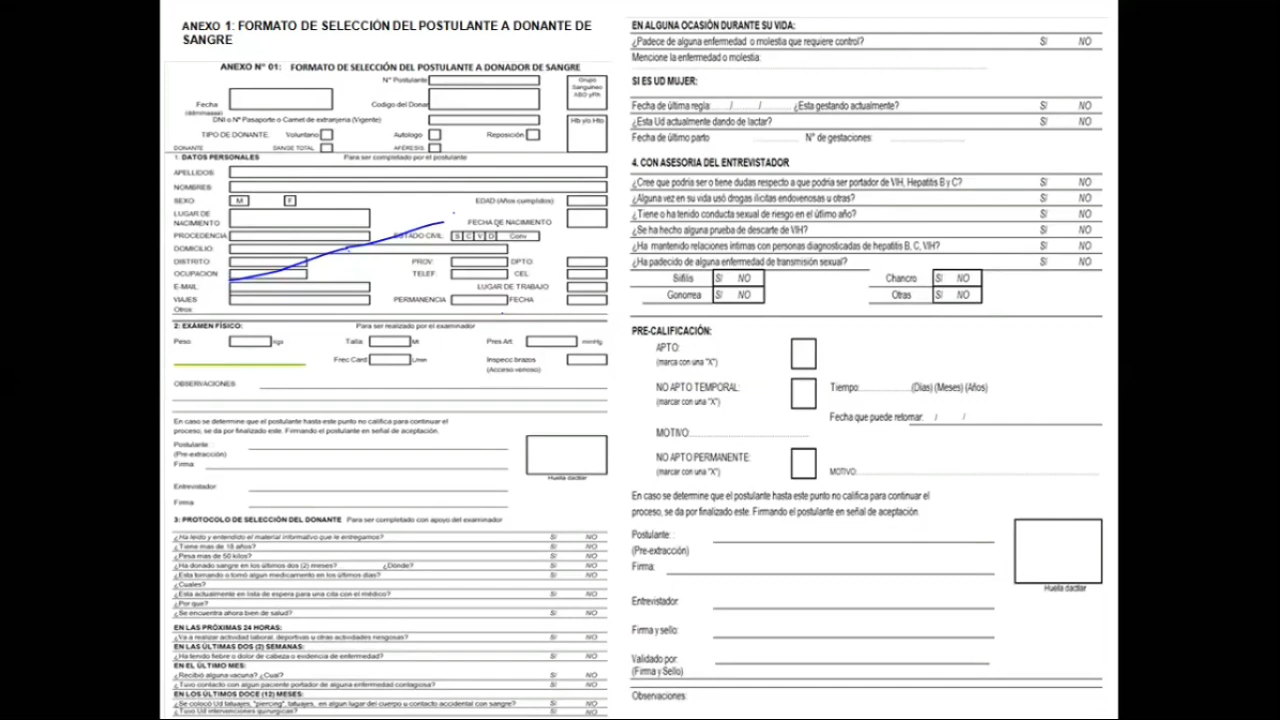 ANEXO 1: FORMATO DE SELECCIÓN DEL POSTULANTE A DONANTE DE
SANGRE
ANEXO N° 01: FORMATO DE SELECCIÓN DEL POSTULANTE A DONADOR DE SANGRE
N° Postulante
Grupo
Sanguíneo
ABO y/Rh
Fecha
(ddmmaaaa)
Codigo del Donar
DNI o N° Pasaporte o Carnet de extranjeria (Vigente)
Hb y/o Hto
TIPO DE DONANTE: Voluntario Autologo Reposición
DONANTE SANGE TOTAL AFÉRESIS
1: DATOS PERSONALES Para ser completado por el postulante
APELLIDOS
NOMBRES
SEXO M F EDAD (Años cumplidos)
LUGAR DE
NACIMIENTO FECHA DE NACIMIENTO
PROCEDENCIA ESTADO CIVIL S C V D Conv
DOMICILIO
DISTRITO PROV. DPTO.
OCUPACION TELEF. CEL.
E-MAIL LUGAR DE TRABAJO
VIAJES PERMANENCIA FECHA
Otros:
2: EXÁMEN FÍSICO: Para ser realizado por el examinador
Peso: Kgs Talla: Mt Pres Art: mmHg
Frec Card: L/min Inspecc brazos
(Acceso venoso)
OBSERVACIONES:
En caso se determine que el postulante hasta este punto no califica para continuar el
proceso, se da por finalizado este. Firmando el postulante en señal de aceptación.
Postulante :
(Pre-extracción)
Firma:
Huella dactilar
Entrevistador
Firma
3: PROTOCOLO DE SELECCIÓN DEL DONANTE Para ser completado con apoyo del examinador
¿Ha leído y entendido el material informativo que le entregamos? SI NO
¿Tiene mas de 18 años? SI NO
¿Pesa mas de 50 kilos? SI NO
¿Ha donado sangre en los últimos dos (2) meses? ¿Dónde? SI NO
¿Esta tomando o tomó algun medicamento en los últimos días? SI NO
¿Cuales?
¿Esta actualmente en lista de espera para una cita con el médico? SI NO
¿Por que?
¿Se encuentra ahora bien de salud? SI NO
EN LAS PRÓXIMAS 24 HORAS:
¿Va a realizar actividad laboral, deportivas u otras actividades riesgosas? SI NO
EN LAS ÚLTIMAS DOS (2) SEMANAS:
¿Ha tenido fiebre o dolor de cabeza o evidencia de enfermedad? SI NO
EN EL ÚLTIMO MES:
¿Recibió alguna vacuna? ¿Cual? SI NO
¿Tuvo contacto con algun paciente portador de alguna enfermedad contagiosa? SI NO
EN LOS ÚLTIMOS DOCE (12) MESES:
¿Se colocó Ud tatuajes, "piercing", tatuajes, en algun lugar del cuerpo u contacto accidental con sangre? SI NO
¿Tuvo Ud intervenciones quirurgicas? SI NO
EN ALGUNA OCASIÓN DURANTE SU VIDA:
¿Padece de alguna enfermedad o molestia que requiere control? SI NO
Mencione la enfermedad o molestia:
SI ES UD MUJER:
Fecha de última regla: / / ¿Esta gestando actualmente? SI NO
¿Esta Ud actualmente dando de lactar? SI NO
Fecha de último parto N° de gestaciones:
4. CON ASESORIA DEL ENTREVISTADOR
¿Cree que podría ser o tiene dudas respecto a que podría ser portador de VIH, Hepatitis B y C? SI NO
¿Alguna vez en su vida usó drogas ilicitas endovenosas u otras? SI NO
¿Tiene o ha tenido conducta sexual de riesgo en el último año? SI NO
¿Se ha hecho alguna prueba de descarte de VIH? SI NO
¿Ha mantenido relaciones intimas con personas diagnosticadas de hepatitis B, C, VIH? SI NO
¿Ha padecido de alguna enfermedad de transmisión sexual? SI NO
Sifilis SI NO Chancro SI NO
Gonorrea SI NO Otras SI NO
PRE-CALIFICACIÓN:
APTO:
(marca con una "X")
NO APTO TEMPORAL: Tiempo (Días) (Meses) (Años)
(marcar con una "X")
Fecha que puede retornar: / /
MOTIVO:
NO APTO PERMANENTE:
(marcar con una "X") MOTIVO:
En caso se determine que el postulante hasta este punto no califica para continuar el
proceso, se da por finalizado este. Firmando el postulante en señal de aceptación.
Postulante :
(Pre-extracción)
Firma:
Huella dactilar
Entrevistador:
Firma y sello:
Validado por:
(Firma y Sello)
Observaciones: